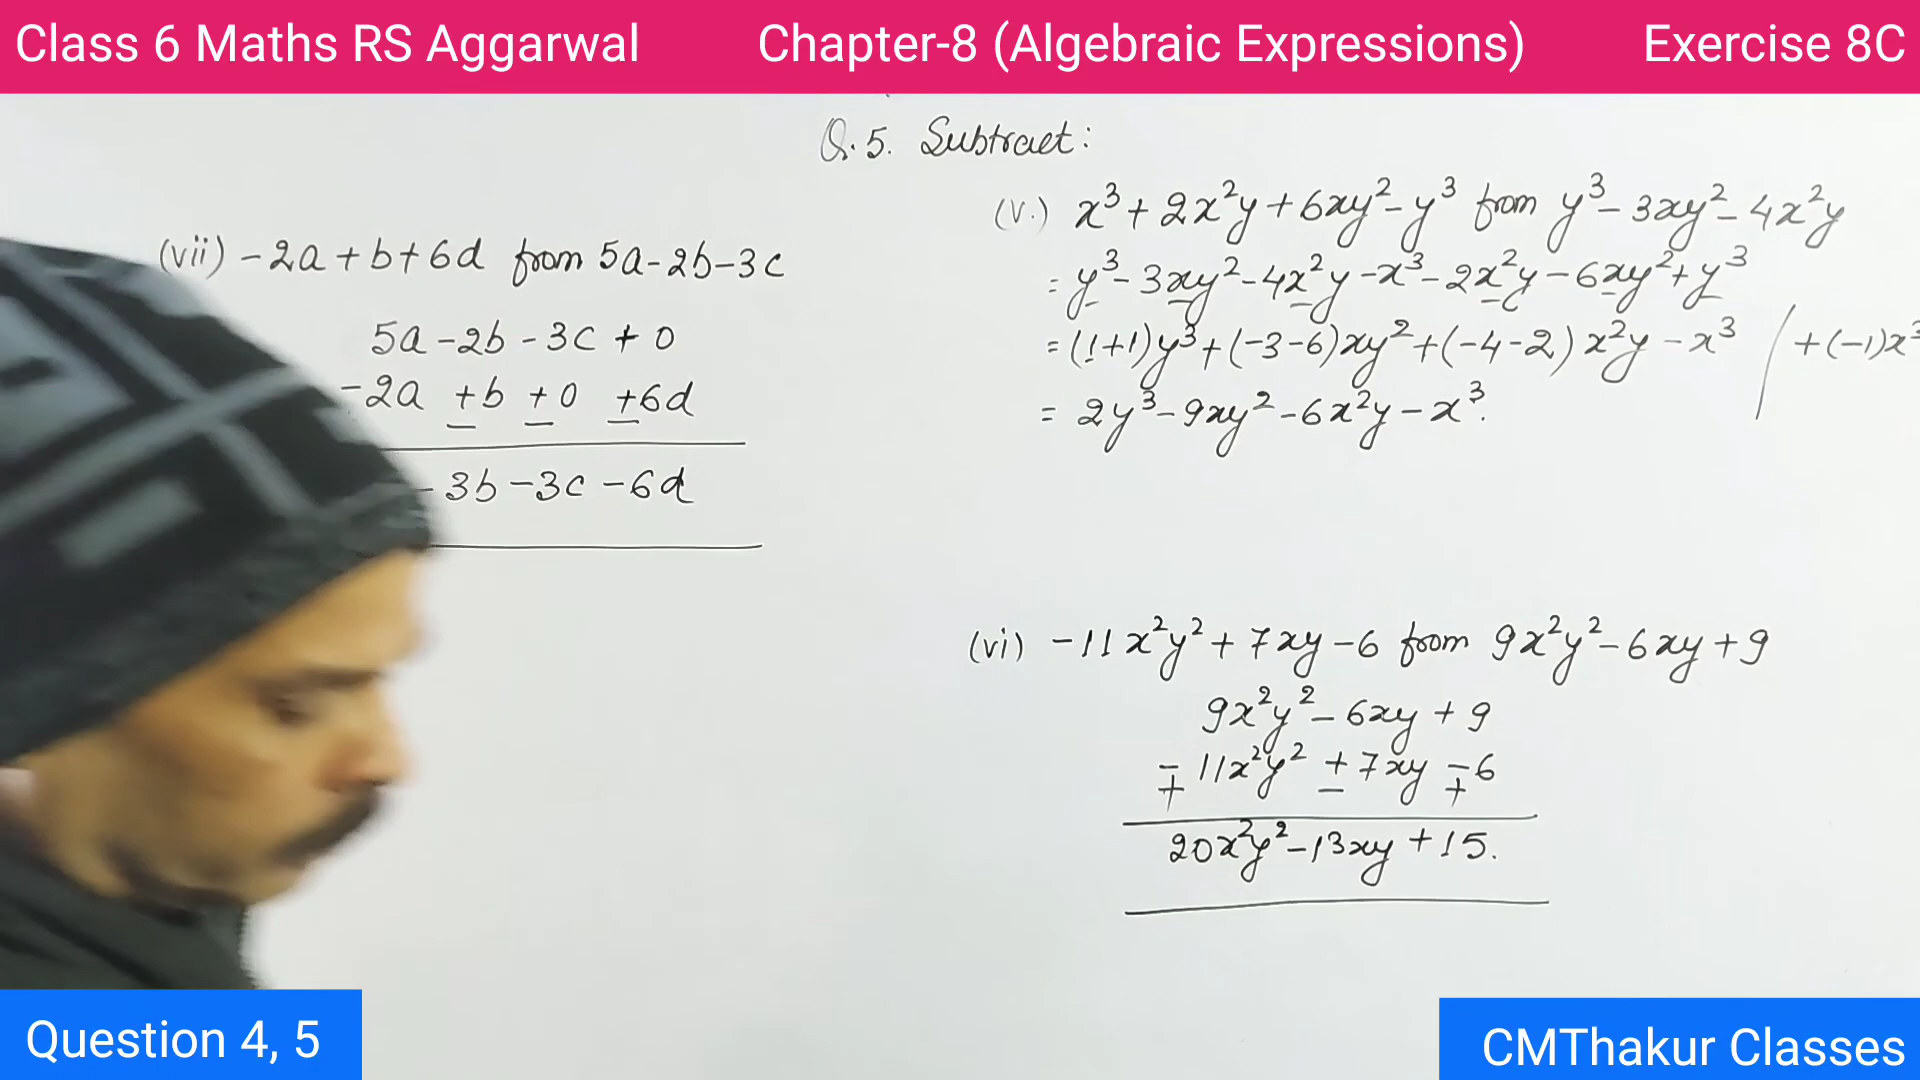 Class 6 Maths RS Aggarwal Chapter-8 (Algebraic Expressions) Exercise 8C
Q. 5. Subtract:
(vii) -2a + b + 6d from 5a - 2b - 3c
5a - 2b - 3c + 0
- 2a + b + 0 + 6d
− − −
- 3b - 3c - 6d
(v.) x³ + 2x²y + 6xy² - y³ from y³ - 3xy² - 4x²y
= y³ - 3xy² - 4x²y - x³ - 2x²y - 6xy² + y³
= (1+1)y³ + (-3-6)xy² + (-4-2)x²y - x³ / + (-1)x³
= 2y³ - 9xy² - 6x²y - x³.
(vi) -11x²y² + 7xy - 6 from 9x²y² - 6xy + 9
9x²y² - 6xy + 9
- 11x²y² + 7xy - 6
+ − +
20x²y² - 13xy + 15.
Question 4, 5
CMThakur Classes